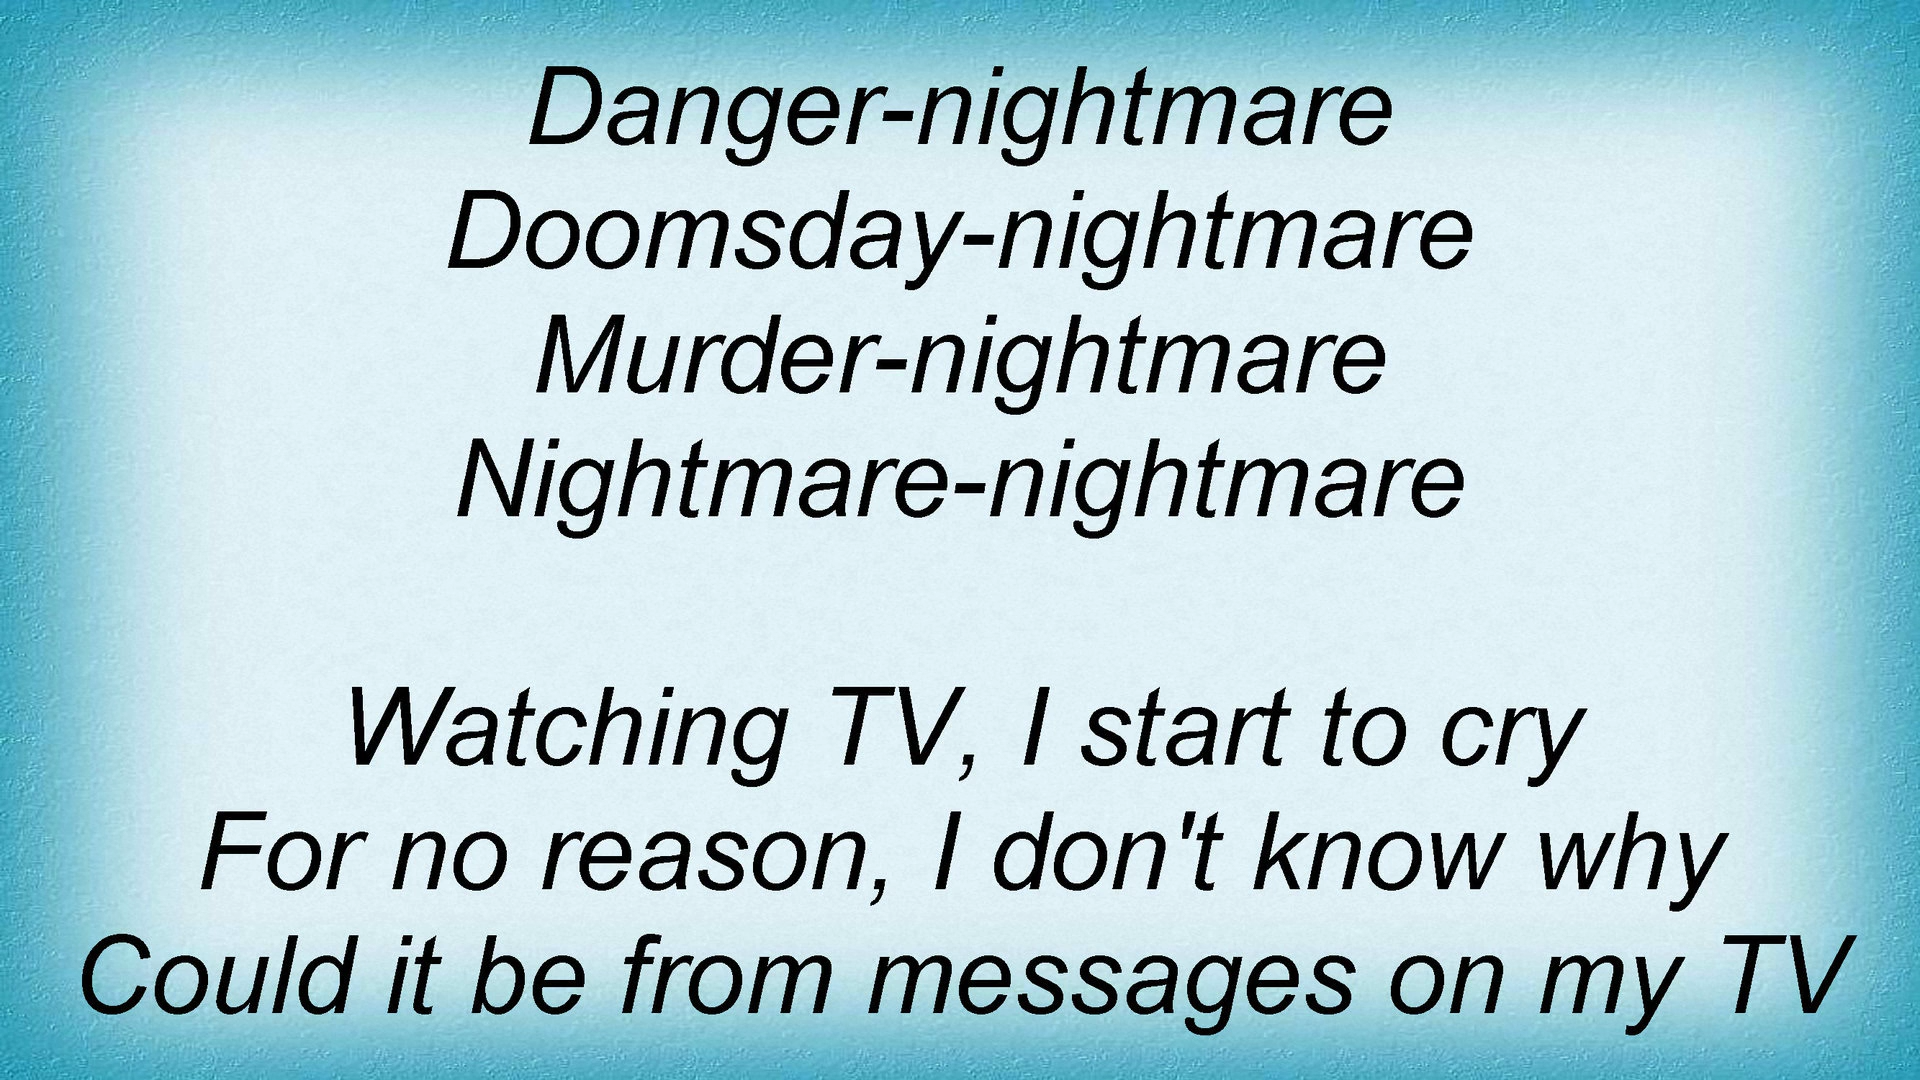 Danger-nightmare
Doomsday-nightmare
Murder-nightmare
Nightmare-nightmare
Watching TV, I start to cry
For no reason, I don't know why
Could it be from messages on my TV